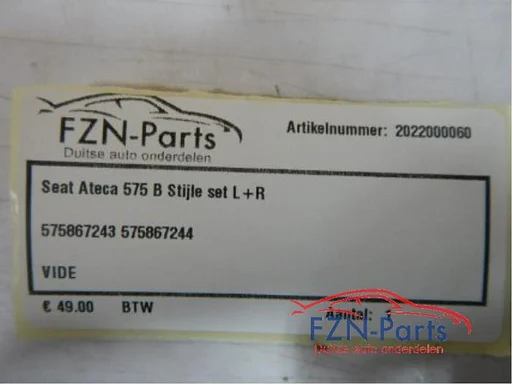 FZN-Parts
Duitse auto onderdelen
Artikelnummer: 2022000060
Seat Ateca 575 B Stijle set L+R
575867243 575867244
VIDE
€ 49.00 BTW
Aantal:
FZN-Parts
Duitse auto onderdelen